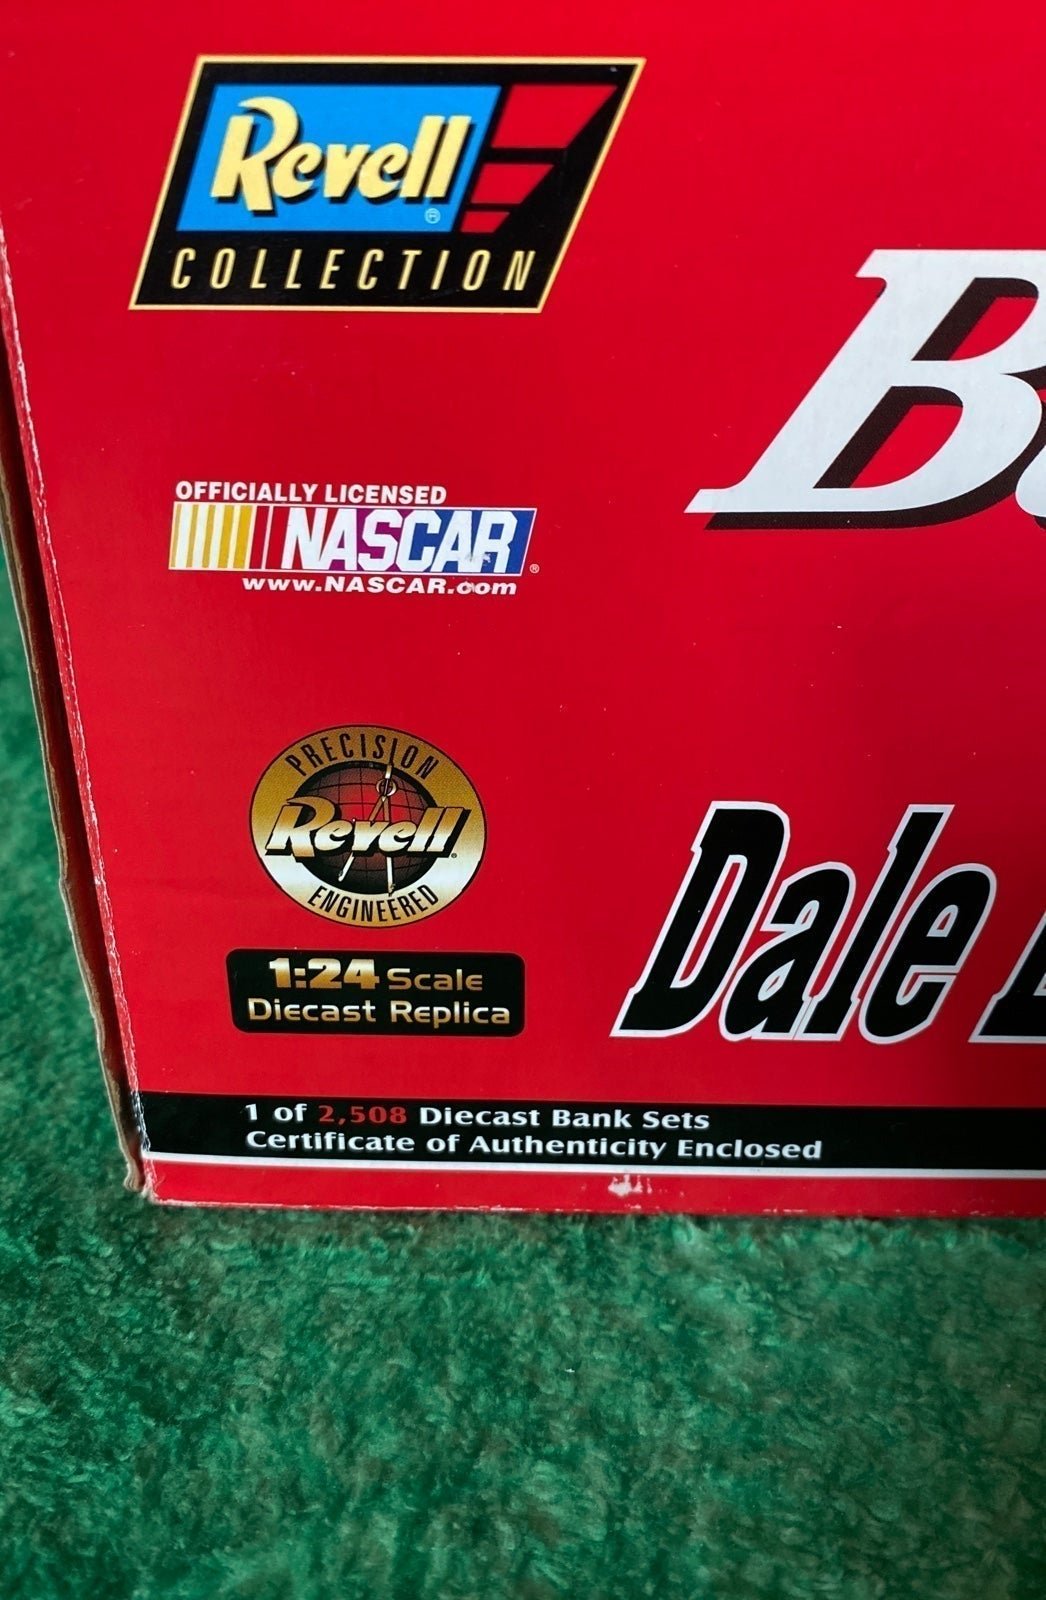 Revell®
COLLECTION
OFFICIALLY LICENSED
NASCAR®
www.NASCAR.com
PRECISION
Revell
ENGINEERED
1:24 Scale
Diecast Replica
Dale
1 of 2,508 Diecast Bank Sets
Certificate of Authenticity Enclosed